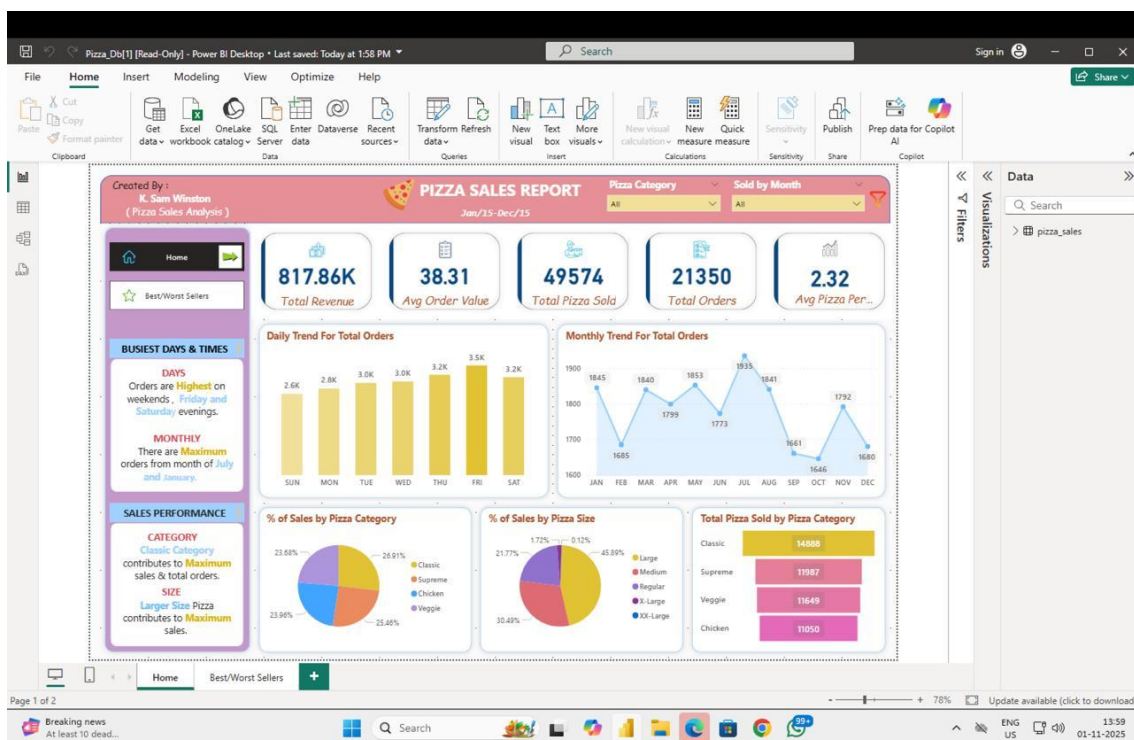 Pizza_Db[1] [Read-Only] - Power BI Desktop • Last saved: Today at 1:58 PM
Search
Sign in
File Home Insert Modeling View Optimize Help
Share
Paste
Cut
Copy
Format painter
Clipboard
Get data
Excel workbook
OneLake catalog
SQL Server
Enter data
Dataverse
Recent sources
Data
Transform data
Refresh
Queries
New visual
Text box
More visuals
Insert
New visual calculation
New measure
Quick measure
Calculations
Sensitivity
Sensitivity
Publish
Share
Prep data for AI
Copilot
Copilot
Created By :
K. Sam Winston
( Pizza Sales Analysis )
PIZZA SALES REPORT
Jan/15-Dec/15
Pizza Category
All
Sold by Month
All
Home
Best/Worst Sellers
BUSIEST DAYS & TIMES
DAYS
Orders are Highest on
weekends , Friday and
Saturday evenings.
MONTHLY
There are Maximum
orders from month of July
and January.
SALES PERFORMANCE
CATEGORY
Classic Category
contributes to Maximum
sales & total orders.
SIZE
Larger Size Pizza
contributes to Maximum
sales.
817.86K
Total Revenue
38.31
Avg Order Value
49574
Total Pizza Sold
21350
Total Orders
2.32
Avg Pizza Per...
Daily Trend For Total Orders
2.6K 2.8K 3.0K 3.0K 3.2K 3.5K 3.2K
SUN MON TUE WED THU FRI SAT
Monthly Trend For Total Orders
1900
1800
1700
1600
1845 1685 1840 1799 1853 1773 1935 1841 1661 1646 1792 1680
JAN FEB MAR APR MAY JUN JUL AUG SEP OCT NOV DEC
% of Sales by Pizza Category
23.68%
26.91%
23.96%
25.46%
Classic
Supreme
Chicken
Veggie
% of Sales by Pizza Size
1.72%
0.12%
21.77%
45.89%
30.49%
Large
Medium
Regular
X-Large
XX-Large
Total Pizza Sold by Pizza Category
Classic 14888
Supreme 11987
Veggie 11649
Chicken 11050
Filters
Visualizations
Data
Search
pizza_sales
Home
Best/Worst Sellers
Page 1 of 2
78%
Update available (click to download
Breaking news
At least 10 dead...
Search
99+
ENG
US
13:59
01-11-2025